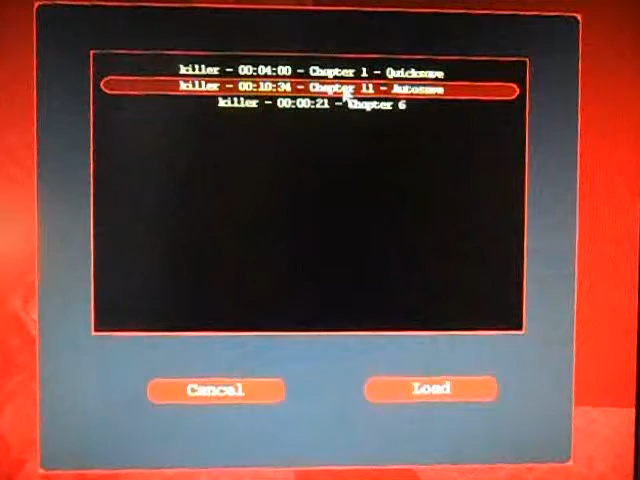 killer - 00:04:00 - Chapter 1 - Quicksave
killer - 00:10:34 - Chapter 11 - Autosave
killer - 00:00:21 - Chapter 6
Cancel
Load